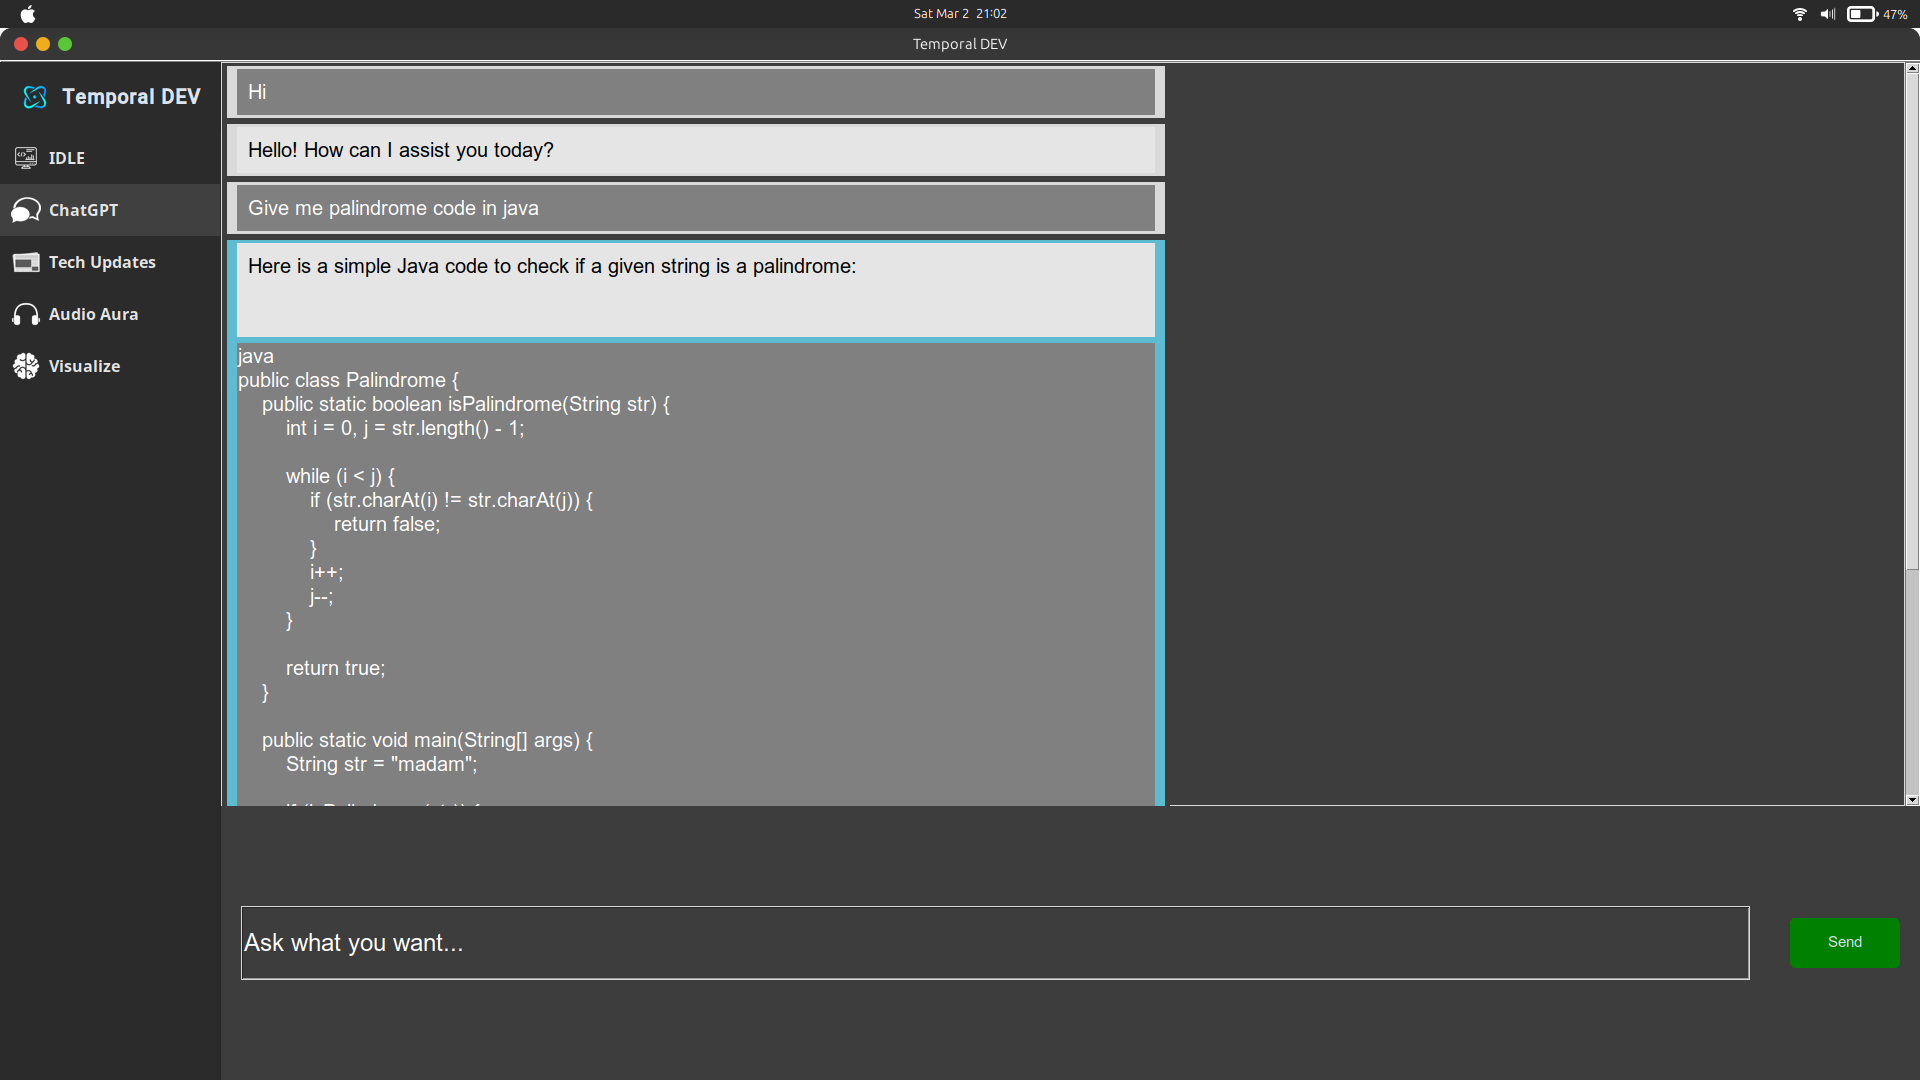 Sat Mar 2 21:02
47%
Temporal DEV
Temporal DEV
IDLE
ChatGPT
Tech Updates
Audio Aura
Visualize
Hi
Hello! How can I assist you today?
Give me palindrome code in java
Here is a simple Java code to check if a given string is a palindrome:
java
public class Palindrome {
    public static boolean isPalindrome(String str) {
        int i = 0, j = str.length() - 1;
        while (i < j) {
            if (str.charAt(i) != str.charAt(j)) {
                return false;
            }
            i++;
            j--;
        }
        return true;
    }
    public static void main(String[] args) {
        String str = "madam";
Ask what you want...
Send